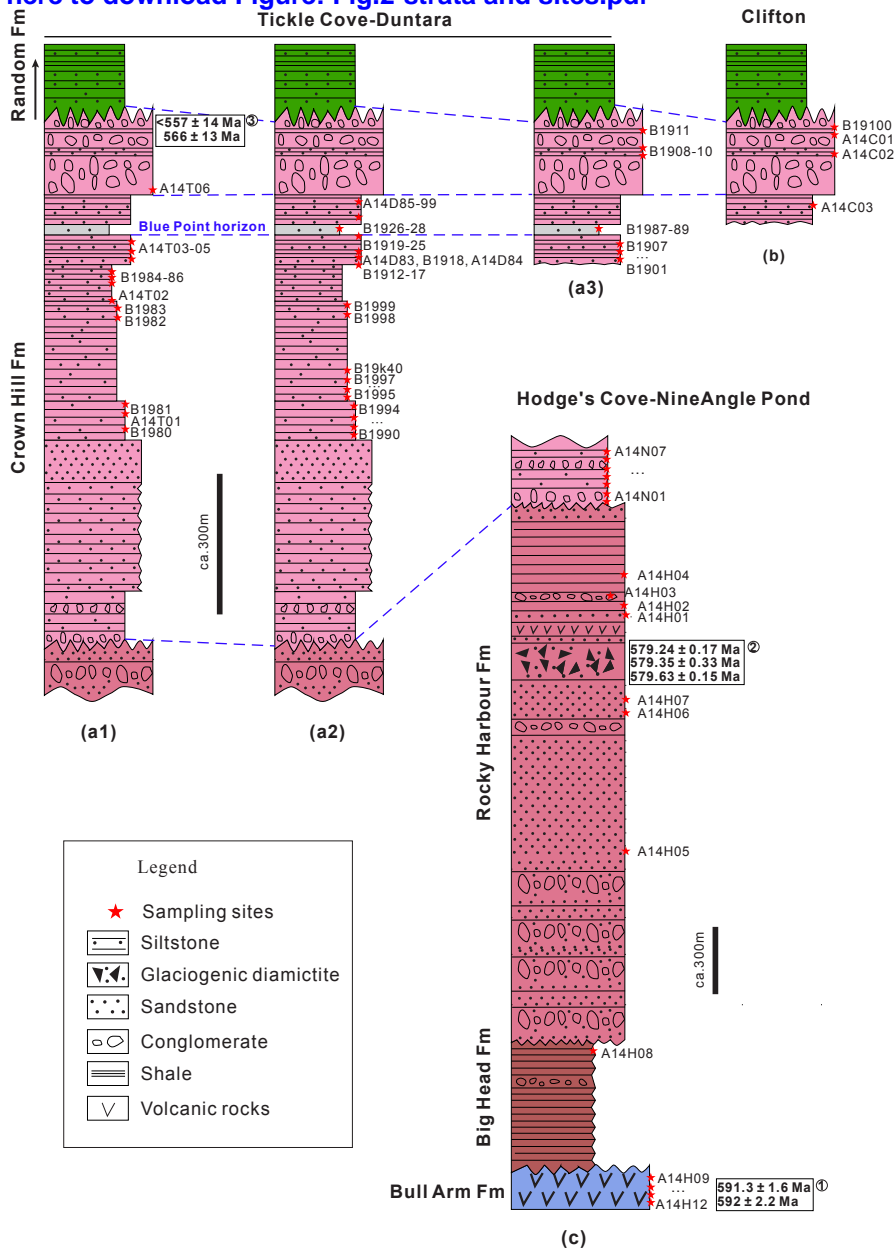 here to download Figure: Fig.2 strata and sites.pdf
Tickle Cove-Duntara
Clifton
Random Fm
Crown Hill Fm
<557 ± 14 Ma ③
566 ± 13 Ma
A14T06
Blue Point horizon
A14T03-05
B1984-86
A14T02
B1983
B1982
B1981
A14T01
B1980
ca.300m
(a1)
A14D85-99
B1926-28
B1919-25
A14D83, B1918, A14D84
B1912-17
B1999
B1998
B19k40
B1997
...
B1995
B1994
...
B1990
(a2)
B1911
B1908-10
B1987-89
B1907
...
B1901
(a3)
B19100
A14C01
A14C02
A14C03
(b)
Hodge's Cove-NineAngle Pond
A14N07
...
A14N01
A14H04
A14H03
A14H02
A14H01
579.24 ± 0.17 Ma ②
579.35 ± 0.33 Ma
579.63 ± 0.15 Ma
A14H07
A14H06
Rocky Harbour Fm
A14H05
ca.300m
A14H08
Big Head Fm
Bull Arm Fm
A14H09
...
A14H12
591.3 ± 1.6 Ma ①
592 ± 2.2 Ma
(c)
Legend
Sampling sites
Siltstone
Glaciogenic diamictite
Sandstone
Conglomerate
Shale
Volcanic rocks